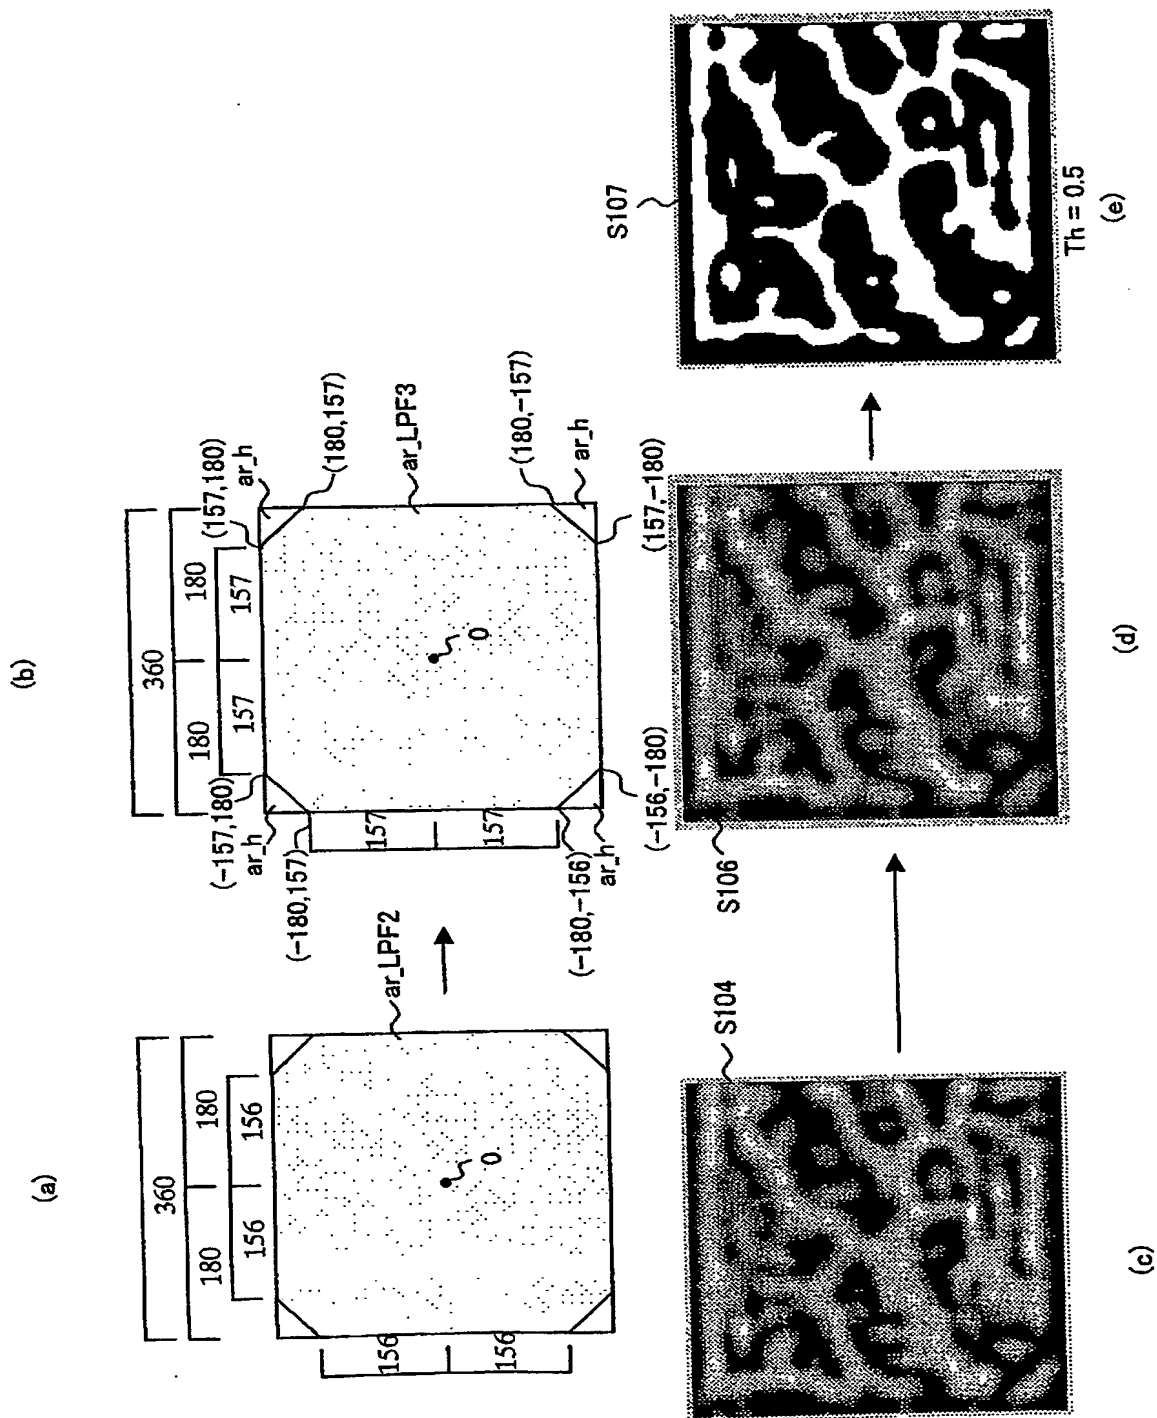 (a)
360
180
180
156
156
156
156
0
ar_LPF2
(b)
360
180
180
157
157
157
157
(-157,180)
ar_h
(-180,157)
(157,180)
ar_h
(180,157)
ar_LPF3
0
(180,-157)
ar_h
(157,-180)
(-180,-156)
ar_h
(-156,-180)
S104
(c)
S106
(d)
S107
Th = 0.5
(e)